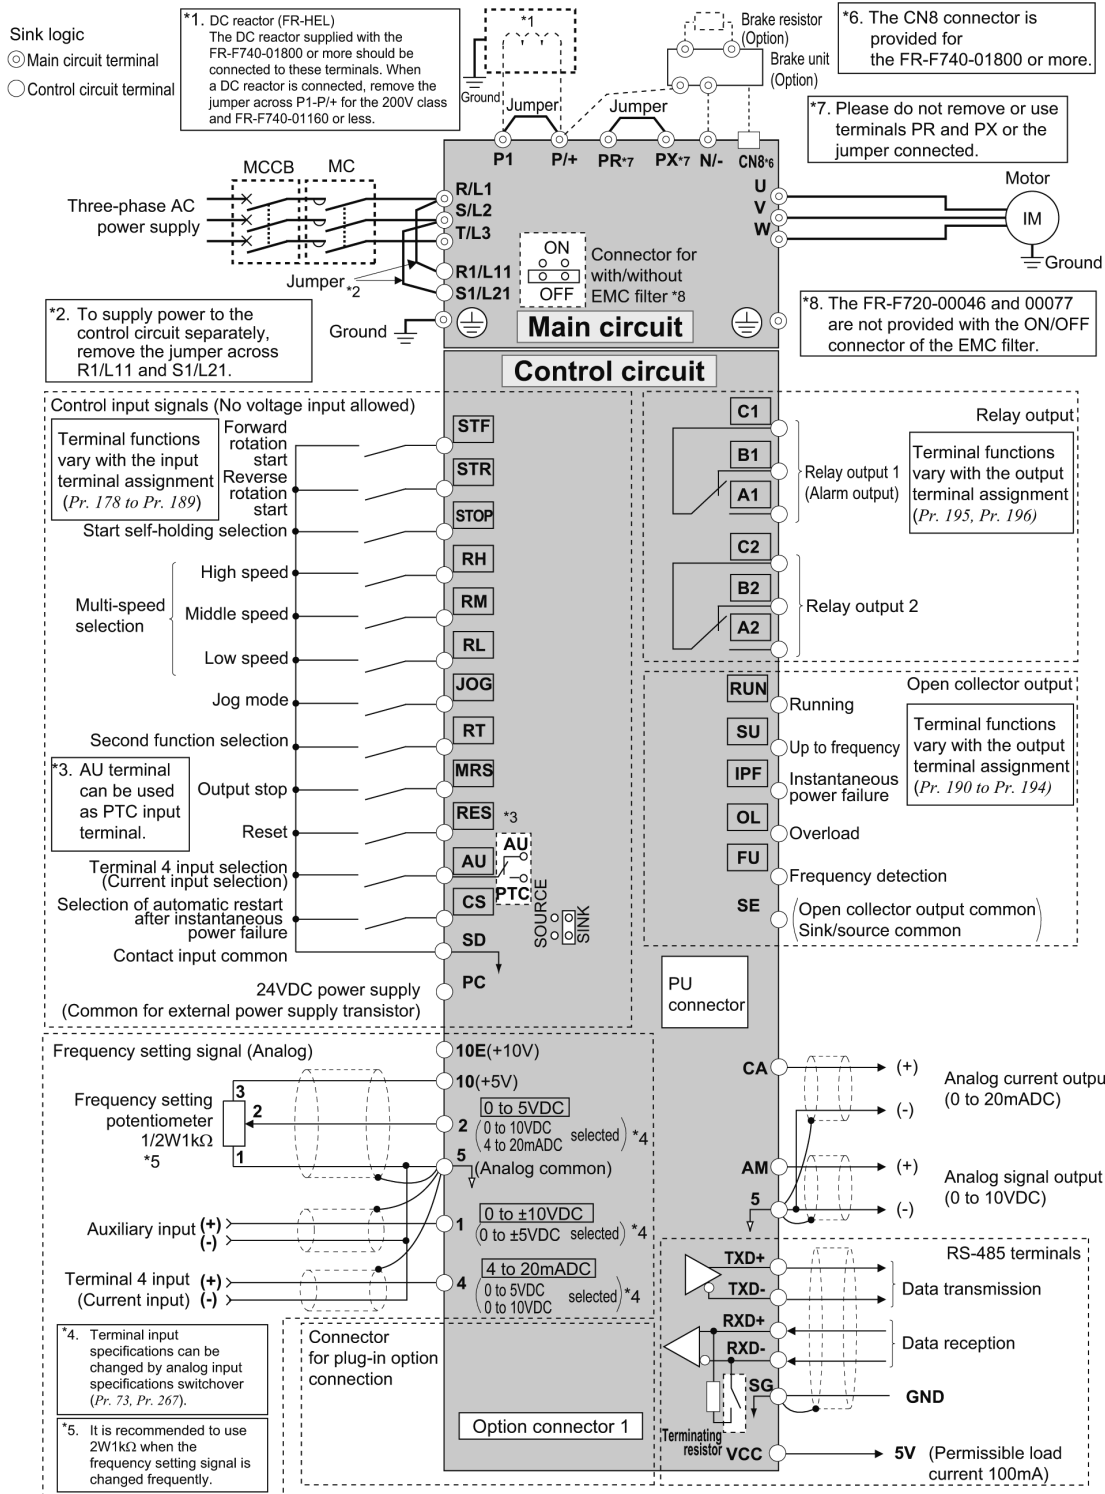 Sink logic
Main circuit terminal
Control circuit terminal
*1. DC reactor (FR-HEL)
The DC reactor supplied with the
FR-F740-01800 or more should be
connected to these terminals. When
a DC reactor is connected, remove the
jumper across P1-P/+ for the 200V class
and FR-F740-01160 or less.
*1
Ground
Jumper
Jumper
Brake resistor
(Option)
Brake unit
(Option)
*6. The CN8 connector is
provided for
the FR-F740-01800 or more.
*7. Please do not remove or use
terminals PR and PX or the
jumper connected.
P1
P/+
PR*7
PX*7
N/-
CN8*6
MCCB
MC
Three-phase AC
power supply
R/L1
S/L2
T/L3
R1/L11
S1/L21
Jumper
*2
Ground
ON
OFF
Connector for
with/without
EMC filter *8
Main circuit
U
V
W
Motor
IM
Ground
*2. To supply power to the
control circuit separately,
remove the jumper across
R1/L11 and S1/L21.
*8. The FR-F720-00046 and 00077
are not provided with the ON/OFF
connector of the EMC filter.
Control circuit
Control input signals (No voltage input allowed)
Terminal functions
vary with the input
terminal assignment
(Pr. 178 to Pr. 189)
Forward
rotation
start
STF
Reverse
rotation
start
STR
Start self-holding selection
STOP
Multi-speed
selection
High speed
RH
Middle speed
RM
Low speed
RL
Jog mode
JOG
Second function selection
RT
*3. AU terminal
can be used
as PTC input
terminal.
Output stop
MRS
Reset
RES
*3
Terminal 4 input selection
(Current input selection)
AU
AU
PTC
Selection of automatic restart
after instantaneous
power failure
CS
SOURCE
SINK
Contact input common
SD
24VDC power supply
(Common for external power supply transistor)
PC
C1
B1
A1
Relay output
Relay output 1
(Alarm output)
Terminal functions
vary with the output
terminal assignment
(Pr. 195, Pr. 196)
C2
B2
A2
Relay output 2
Open collector output
RUN
Running
SU
Up to frequency
IPF
Instantaneous
power failure
OL
Overload
FU
Frequency detection
SE
(Open collector output common)
Sink/source common
Terminal functions
vary with the output
terminal assignment
(Pr. 190 to Pr. 194)
PU
connector
Frequency setting signal (Analog)
10E(+10V)
10(+5V)
Frequency setting
potentiometer
1/2W1kΩ
*5
3
2
1
2
0 to 5VDC
0 to 10VDC
4 to 20mADC
selected
*4
5
(Analog common)
Auxiliary input
(+)
(-)
1
0 to ±10VDC
(0 to ±5VDC selected) *4
Terminal 4 input
(Current input)
(+)
(-)
4
4 to 20mADC
0 to 5VDC
0 to 10VDC
selected
*4
CA
(+)
(-)
Analog current outpu
(0 to 20mADC)
AM
(+)
5
(-)
Analog signal output
(0 to 10VDC)
RS-485 terminals
TXD+
TXD-
Data transmission
RXD+
RXD-
Data reception
SG
GND
Terminating
resistor
VCC
5V
(Permissible load
current 100mA)
*4. Terminal input
specifications can be
changed by analog input
specifications switchover
(Pr. 73, Pr. 267).
*5. It is recommended to use
2W1kΩ when the
frequency setting signal is
changed frequently.
Connector
for plug-in option
connection
Option connector 1